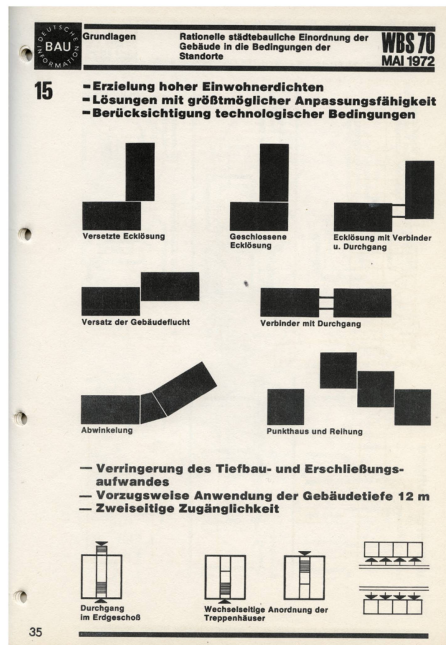 DEUTSCHE
BAU
INFORMATION
Grundlagen
Rationelle städtebauliche Einordnung der
Gebäude in die Bedingungen der
Standorte
WBS 70
MAI 1972
15
- Erzielung hoher Einwohnerdichten
- Lösungen mit größtmöglicher Anpassungsfähigkeit
- Berücksichtigung technologischer Bedingungen
Versetzte Ecklösung
Geschlossene
Ecklösung
Ecklösung mit Verbinder
u. Durchgang
Versatz der Gebäudeflucht
Verbinder mit Durchgang
Abwinkelung
Punkthaus und Reihung
— Verringerung des Tiefbau- und Erschließungs-
aufwandes
— Vorzugsweise Anwendung der Gebäudetiefe 12 m
— Zweiseitige Zugänglichkeit
Durchgang
im Erdgeschoß
Wechselseitige Anordnung der
Treppenhäuser
35